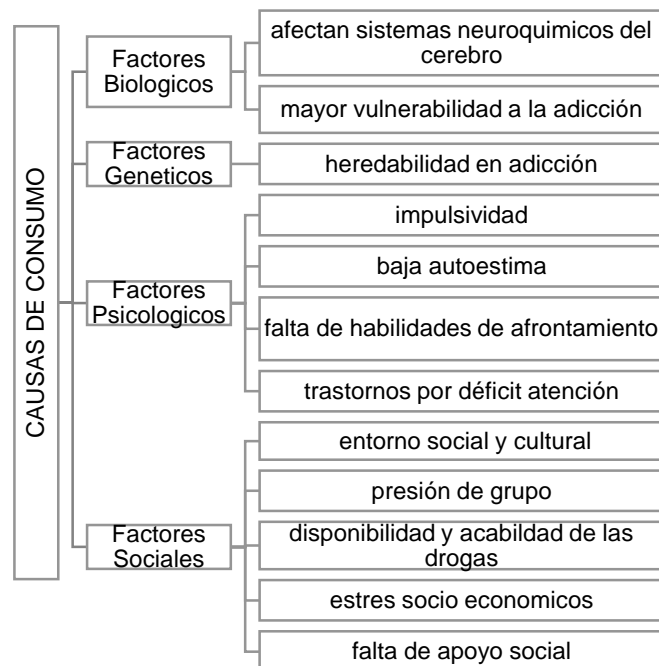 CAUSAS DE CONSUMO
Factores
Biologicos
afectan sistemas neuroquimicos del
cerebro
mayor vulnerabilidad a la adicción
Factores
Geneticos
heredabilidad en adicción
Factores
Psicologicos
impulsividad
baja autoestima
falta de habilidades de afrontamiento
trastornos por déficit atención
Factores
Sociales
entorno social y cultural
presión de grupo
disponibilidad y acabildad de las
drogas
estres socio economicos
falta de apoyo social